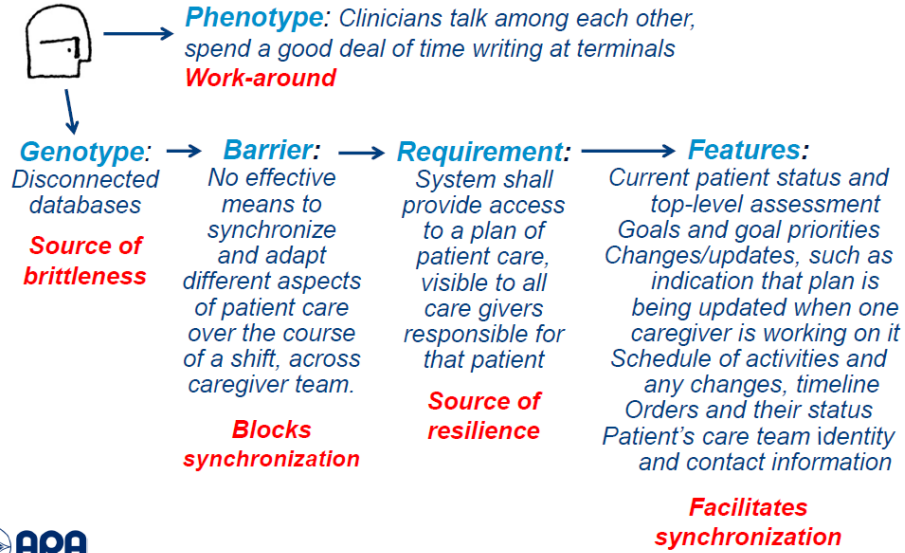 Phenotype: Clinicians talk among each other,
spend a good deal of time writing at terminals
Work-around
Genotype:
Disconnected
databases
Source of
brittleness
Barrier:
No effective
means to
synchronize
and adapt
different aspects
of patient care
over the course
of a shift, across
caregiver team.
Blocks
synchronization
Requirement:
System shall
provide access
to a plan of
patient care,
visible to all
care givers
responsible for
that patient
Source of
resilience
Features:
Current patient status and
top-level assessment
Goals and goal priorities
Changes/updates, such as
indication that plan is
being updated when one
caregiver is working on it
Schedule of activities and
any changes, timeline
Orders and their status
Patient's care team identity
and contact information
Facilitates
synchronization